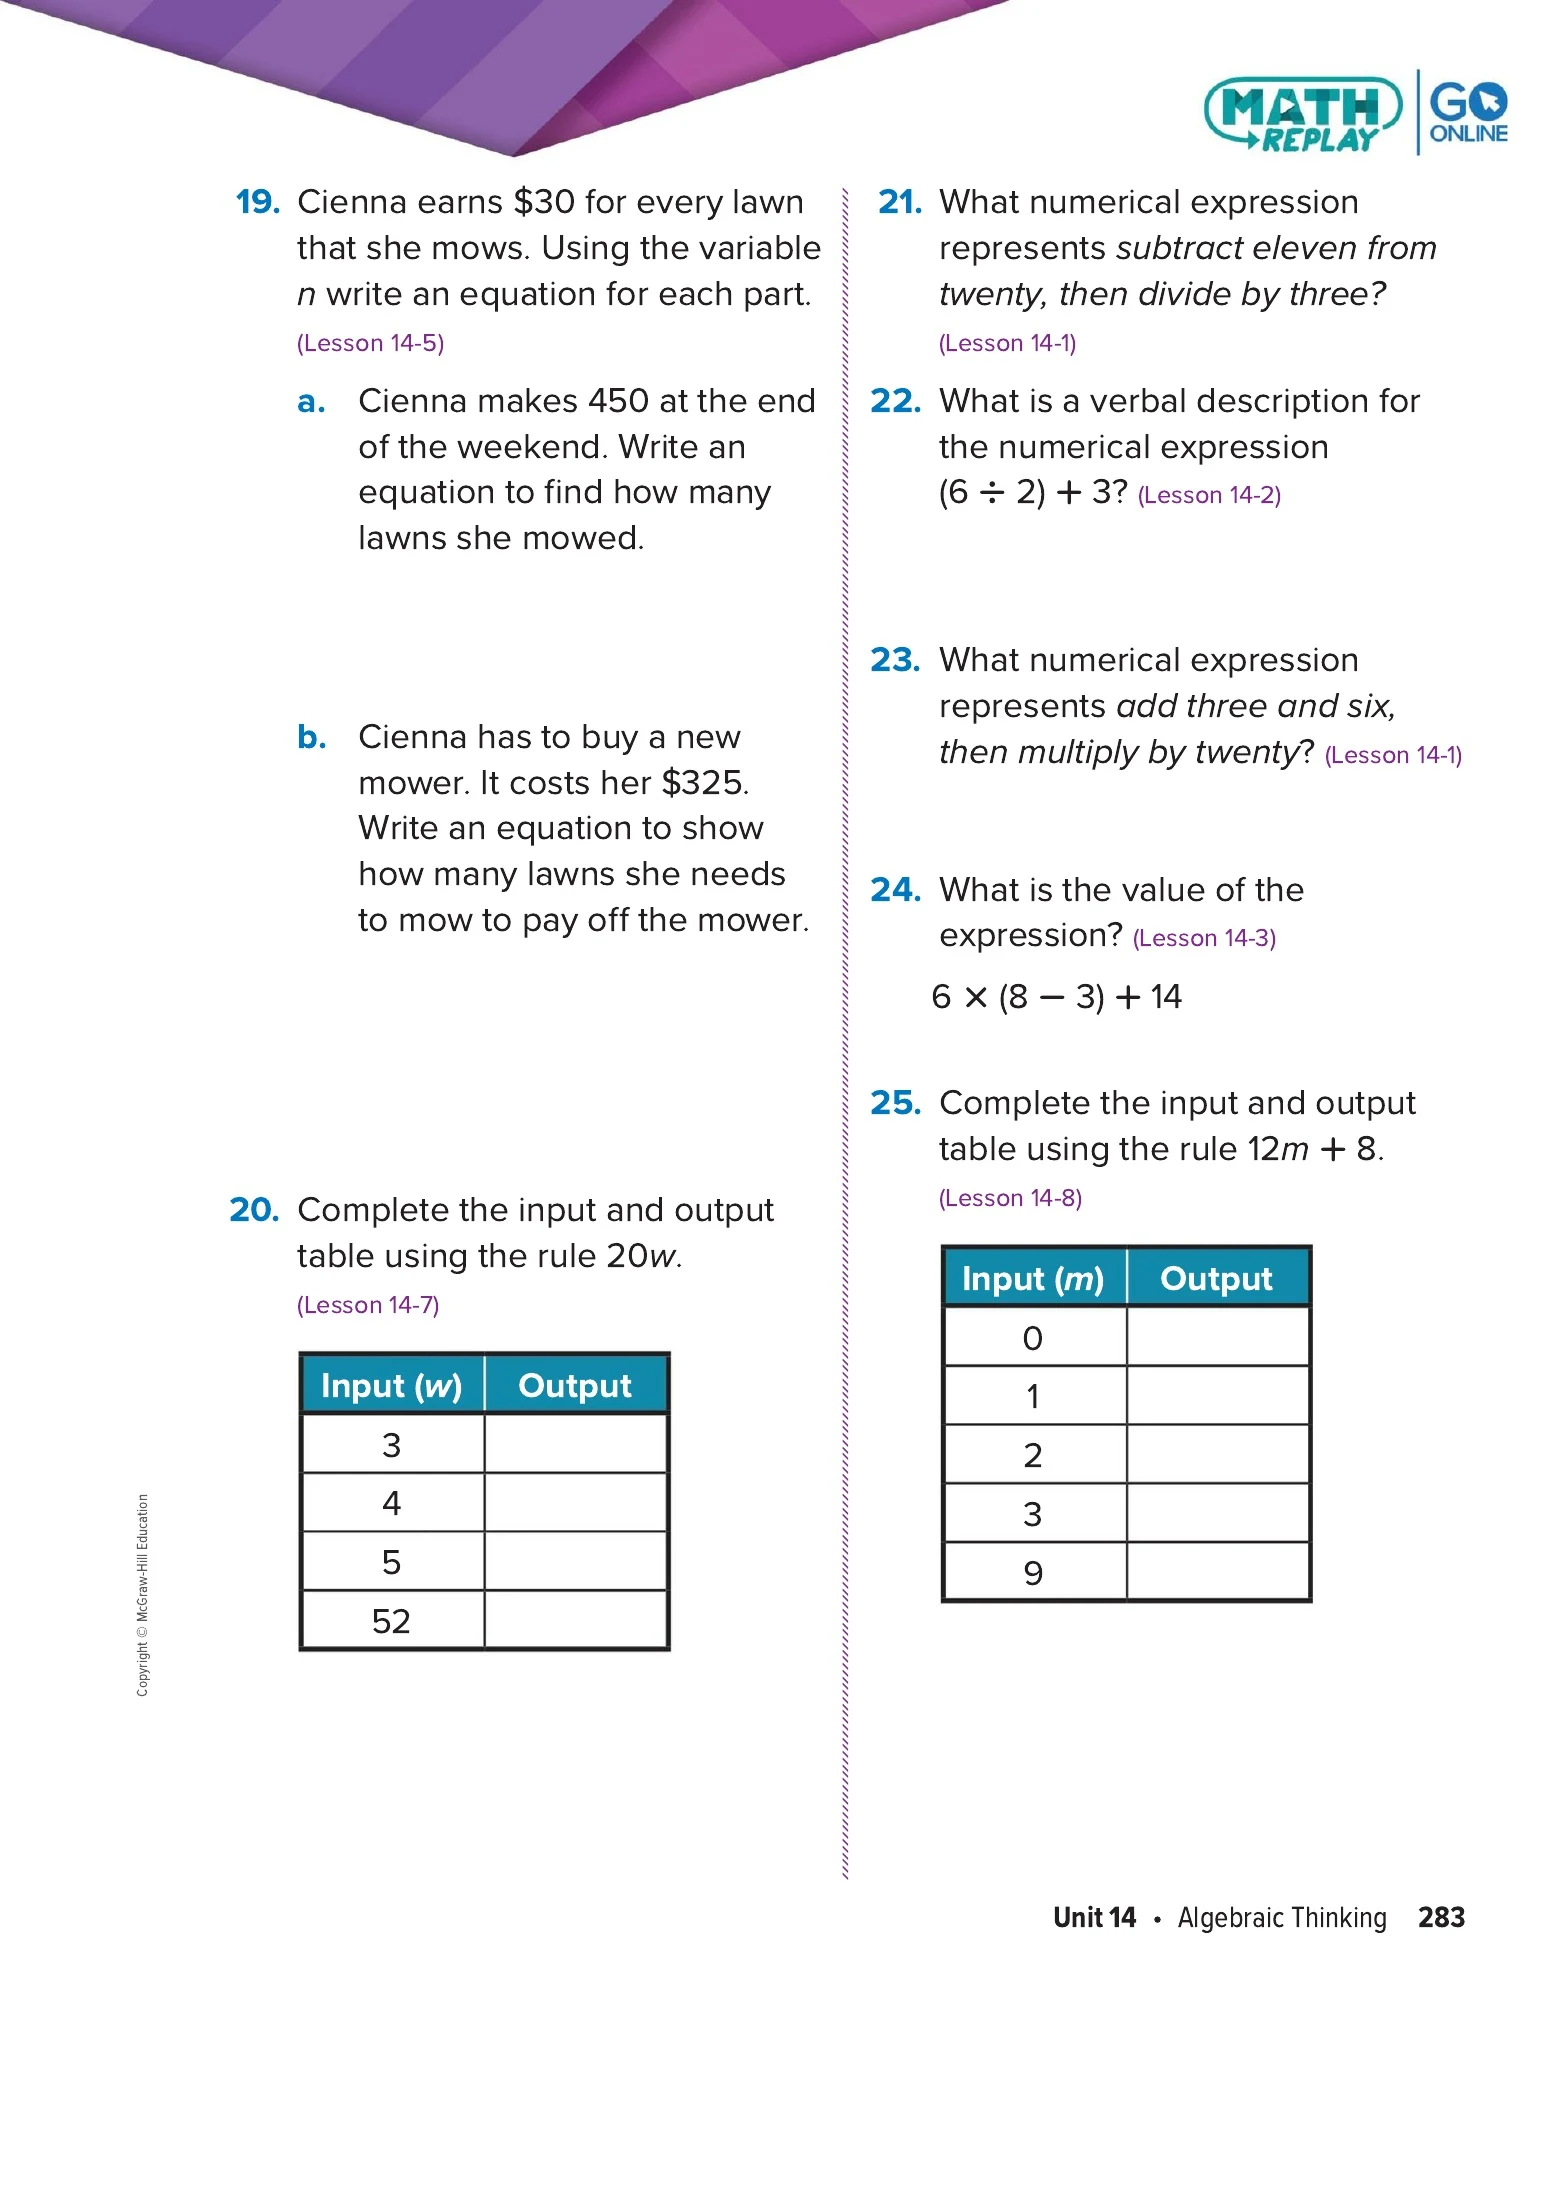 MATH
REPLAY
GO
ONLINE
19. Cienna earns $30 for every lawn
that she mows. Using the variable
n write an equation for each part.
(Lesson 14-5)
a. Cienna makes 450 at the end
of the weekend. Write an
equation to find how many
lawns she mowed.
b. Cienna has to buy a new
mower. It costs her $325.
Write an equation to show
how many lawns she needs
to mow to pay off the mower.
20. Complete the input and output
table using the rule 20w.
(Lesson 14-7)
Input (w) Output
3
4
5
52
21. What numerical expression
represents subtract eleven from
twenty, then divide by three?
(Lesson 14-1)
22. What is a verbal description for
the numerical expression
(6 ÷ 2) + 3? (Lesson 14-2)
23. What numerical expression
represents add three and six,
then multiply by twenty? (Lesson 14-1)
24. What is the value of the
expression? (Lesson 14-3)
6 × (8 − 3) + 14
25. Complete the input and output
table using the rule 12m + 8.
(Lesson 14-8)
Input (m) Output
0
1
2
3
9
Copyright © McGraw-Hill Education
Unit 14 • Algebraic Thinking 283